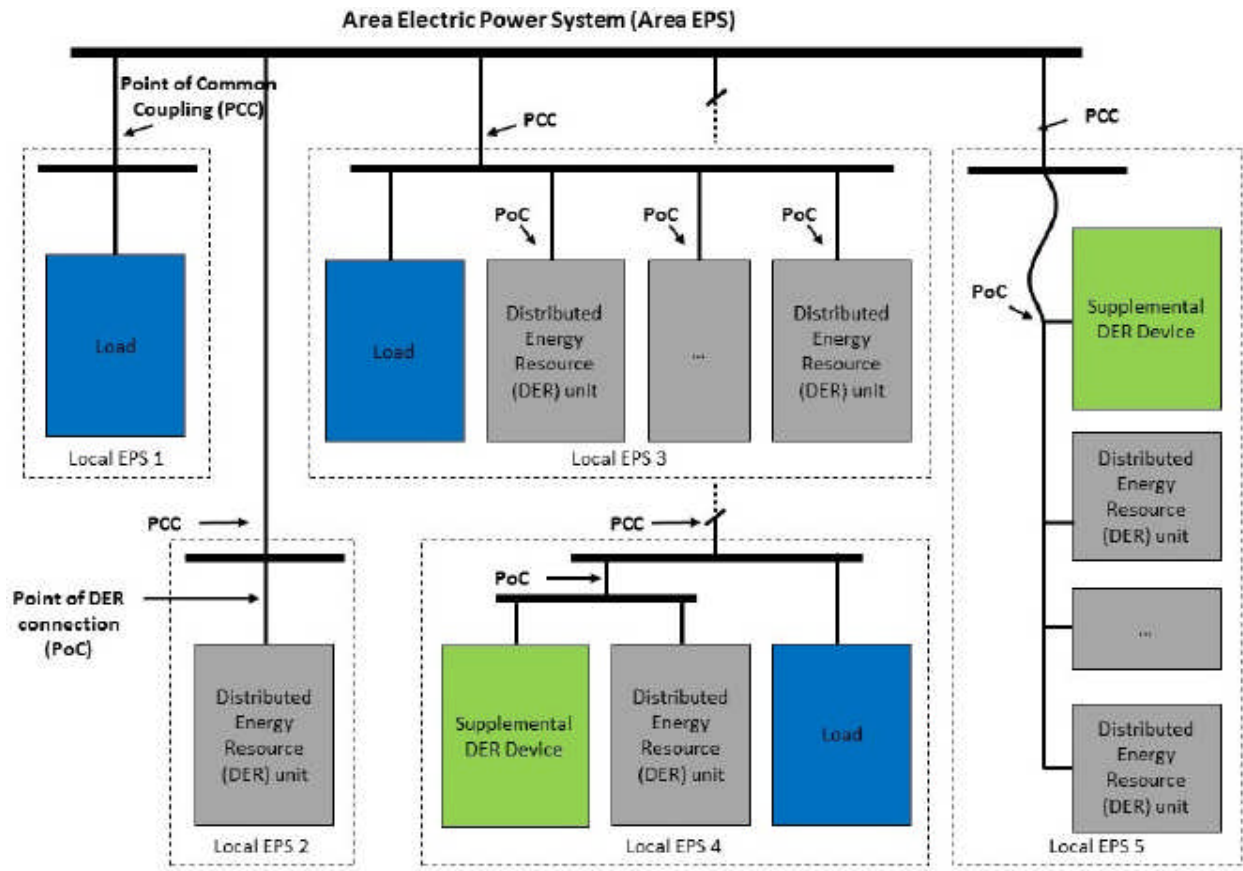 Area Electric Power System (Area EPS)
Point of Common
Coupling (PCC)
PCC
PCC
PoC
PoC
PoC
Load
Load
Distributed
Energy
Resource
(DER) unit
...
Distributed
Energy
Resource
(DER) unit
PoC
Supplemental
DER Device
Local EPS 1
Local EPS 3
Distributed
Energy
Resource
(DER) unit
...
Distributed
Energy
Resource
(DER) unit
Local EPS 5
PCC
Point of DER
connection
(PoC)
Distributed
Energy
Resource
(DER) unit
Local EPS 2
PCC
PoC
Supplemental
DER Device
Distributed
Energy
Resource
(DER) unit
Load
Local EPS 4